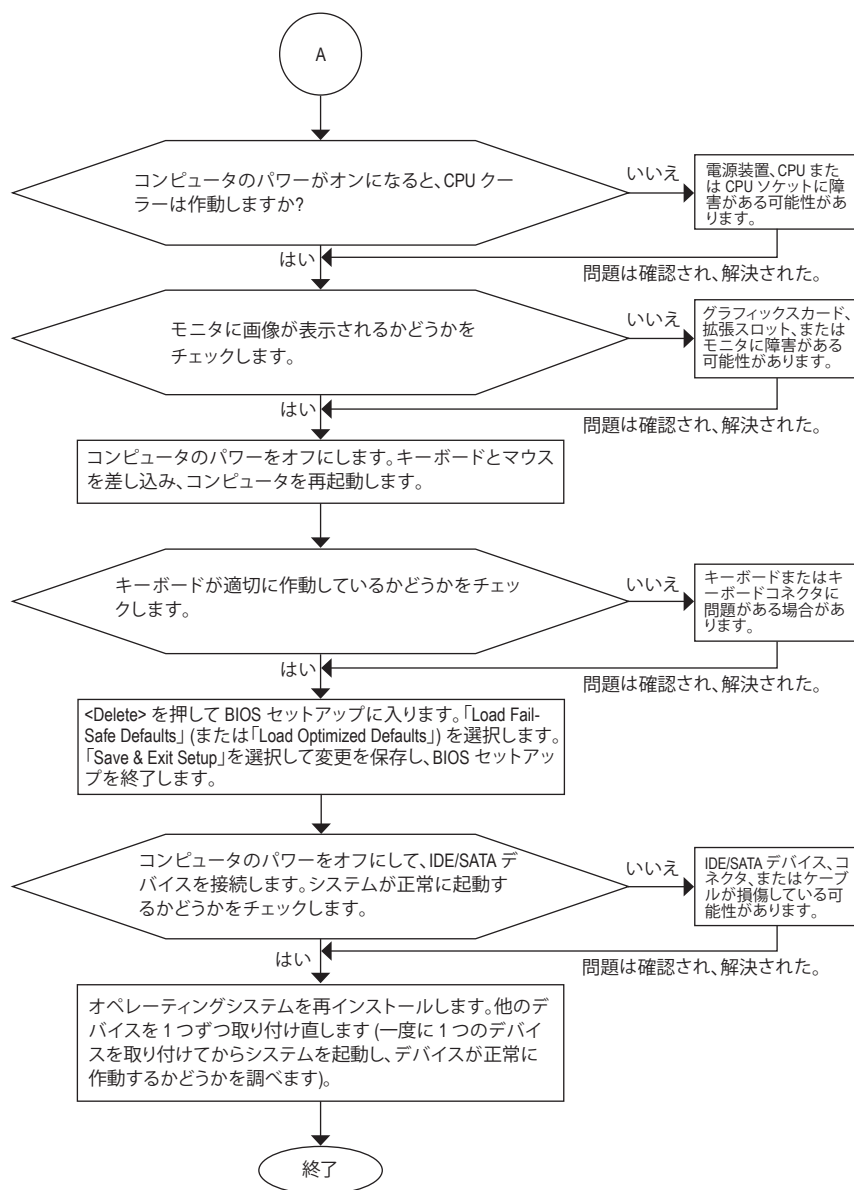 A
コンピュータのパワーがオンになると、CPU クー
ラーは作動しますか?
いいえ
電源装置、CPU また
は CPU ソケットに障
害がある可能性があ
ります。
はい
問題は確認され、解決された。
モニタに画像が表示されるかどうかを
チェックします。
いいえ
グラフィックスカード、
拡張スロット、または
モニタに障害がある
可能性があります。
はい
問題は確認され、解決された。
コンピュータのパワーをオフにします。キーボードとマウス
を差し込み、コンピュータを再起動します。
キーボードが適切に作動しているかどうかをチェッ
クします。
いいえ
キーボードまたはキ
ーボードコネクタに
問題がある場合があ
ります。
はい
問題は確認され、解決された。
<Delete> を押して BIOS セットアップに入ります。「Load Fail-
Safe Defaults」 (または「Load Optimized Defaults」) を選択します。
「Save & Exit Setup」を選択して変更を保存し、BIOS セットアッ
プを終了します。
コンピュータのパワーをオフにして、IDE/SATA デ
バイスを接続します。システムが正常に起動す
るかどうかをチェックします。
いいえ
IDE/SATA デバイス、コ
ネクタ、またはケーブ
ルが損傷している可
能性があります。
はい
問題は確認され、解決された。
オペレーティングシステムを再インストールします。他のデ
バイスを 1 つずつ取り付け直します (一度に 1 つのデバイ
スを取り付けてからシステムを起動し、デバイスが正常に
作動するかどうかを調べます)。
終了